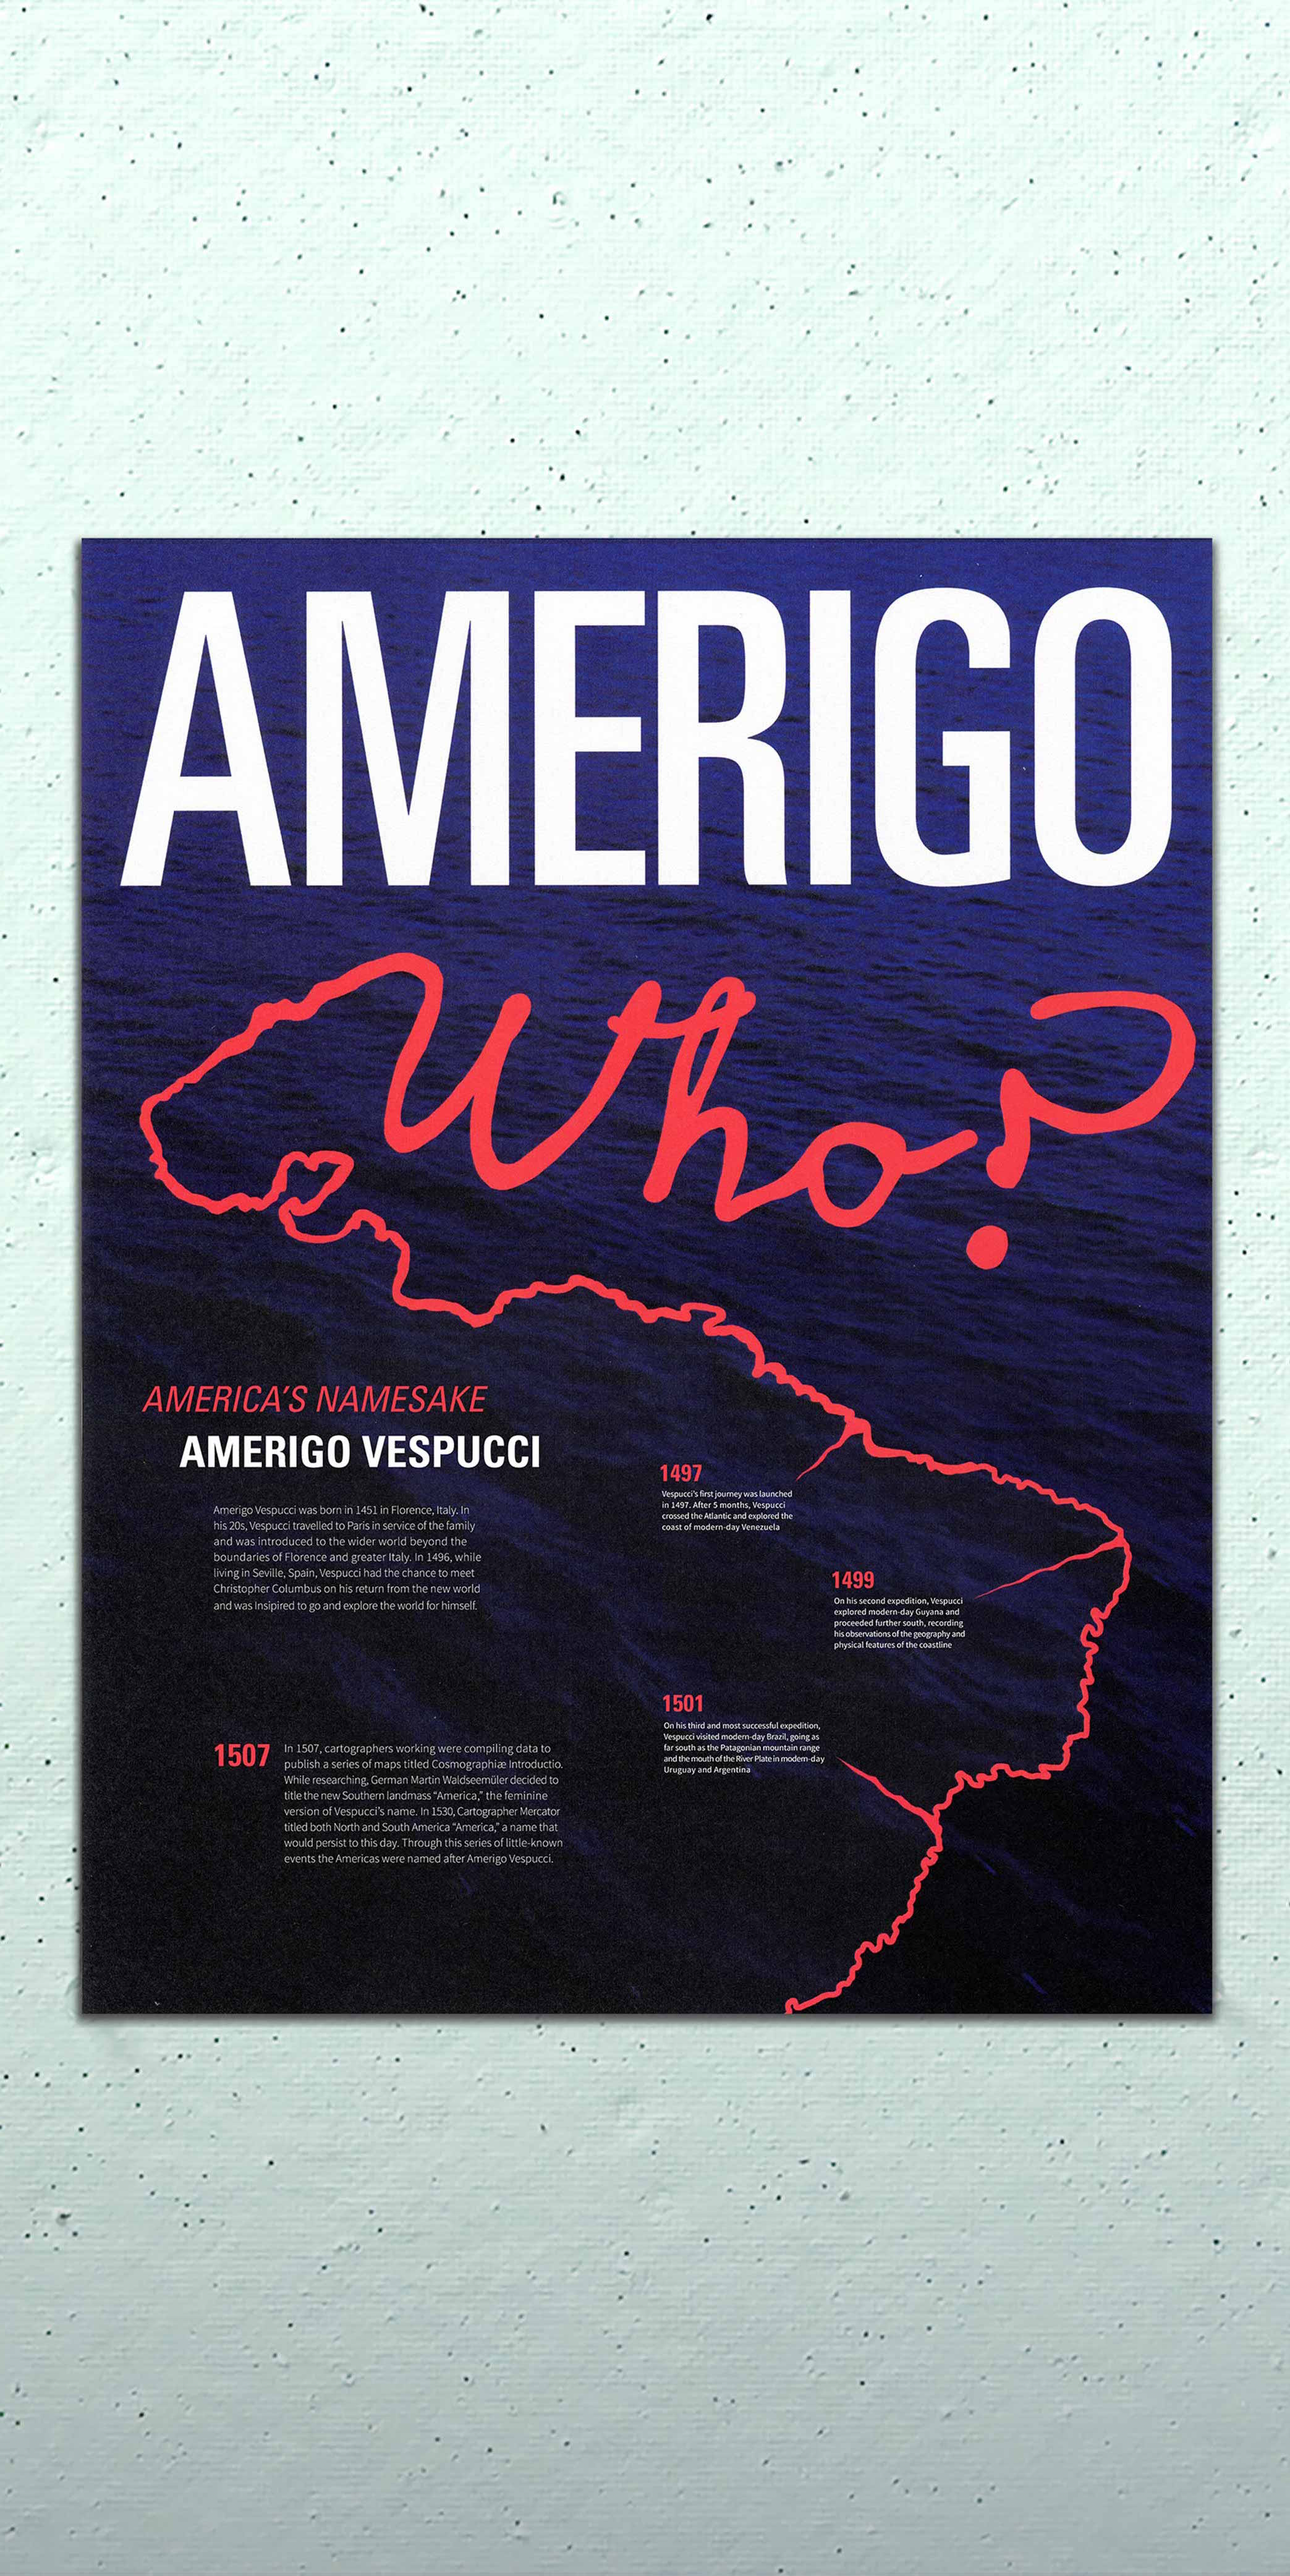 AMERIGO
Who?
AMERICA'S NAMESAKE
AMERIGO VESPUCCI
Amerigo Vespucci was born in 1451 in Florence, Italy. In
his 20s, Vespucci travelled to Paris in service of the family
and was introduced to the wider world beyond the
boundaries of Florence and greater Italy. In 1496, while
living in Seville, Spain, Vespucci had the chance to meet
Christopher Columbus on his return from the new world
and was Insipired to go and explore the world for himself.
1497
Vespucci's first journey was launched
in 1497. After 5 months, Vespucci
crossed the Atlantic and explored the
coast of modern-day Venezuela
1499
On his second expedition, Vespucci
explored modern-day Guyana and
proceeded further south, recording
his observations of the geography and
physical features of the coastline
1501
On his third and most successful expedition,
Vespucci visited modern-day Brazil, going as
far south as the Patagonian mountain range
and the mouth of the River Plate in modern-day
Uruguay and Argentina
1507
In 1507, cartographers working were compiling data to
publish a series of maps titled Cosmographiæ Introductio.
While researching, German Martin Waldseemüler decided to
title the new Southern landmass “America,” the feminine
version of Vespucci's name. In 1530, Cartographer Mercator
titled both North and South America “America,” a name that
would persist to this day. Through this series of little-known
events the Americas were named after Amerigo Vespucci.